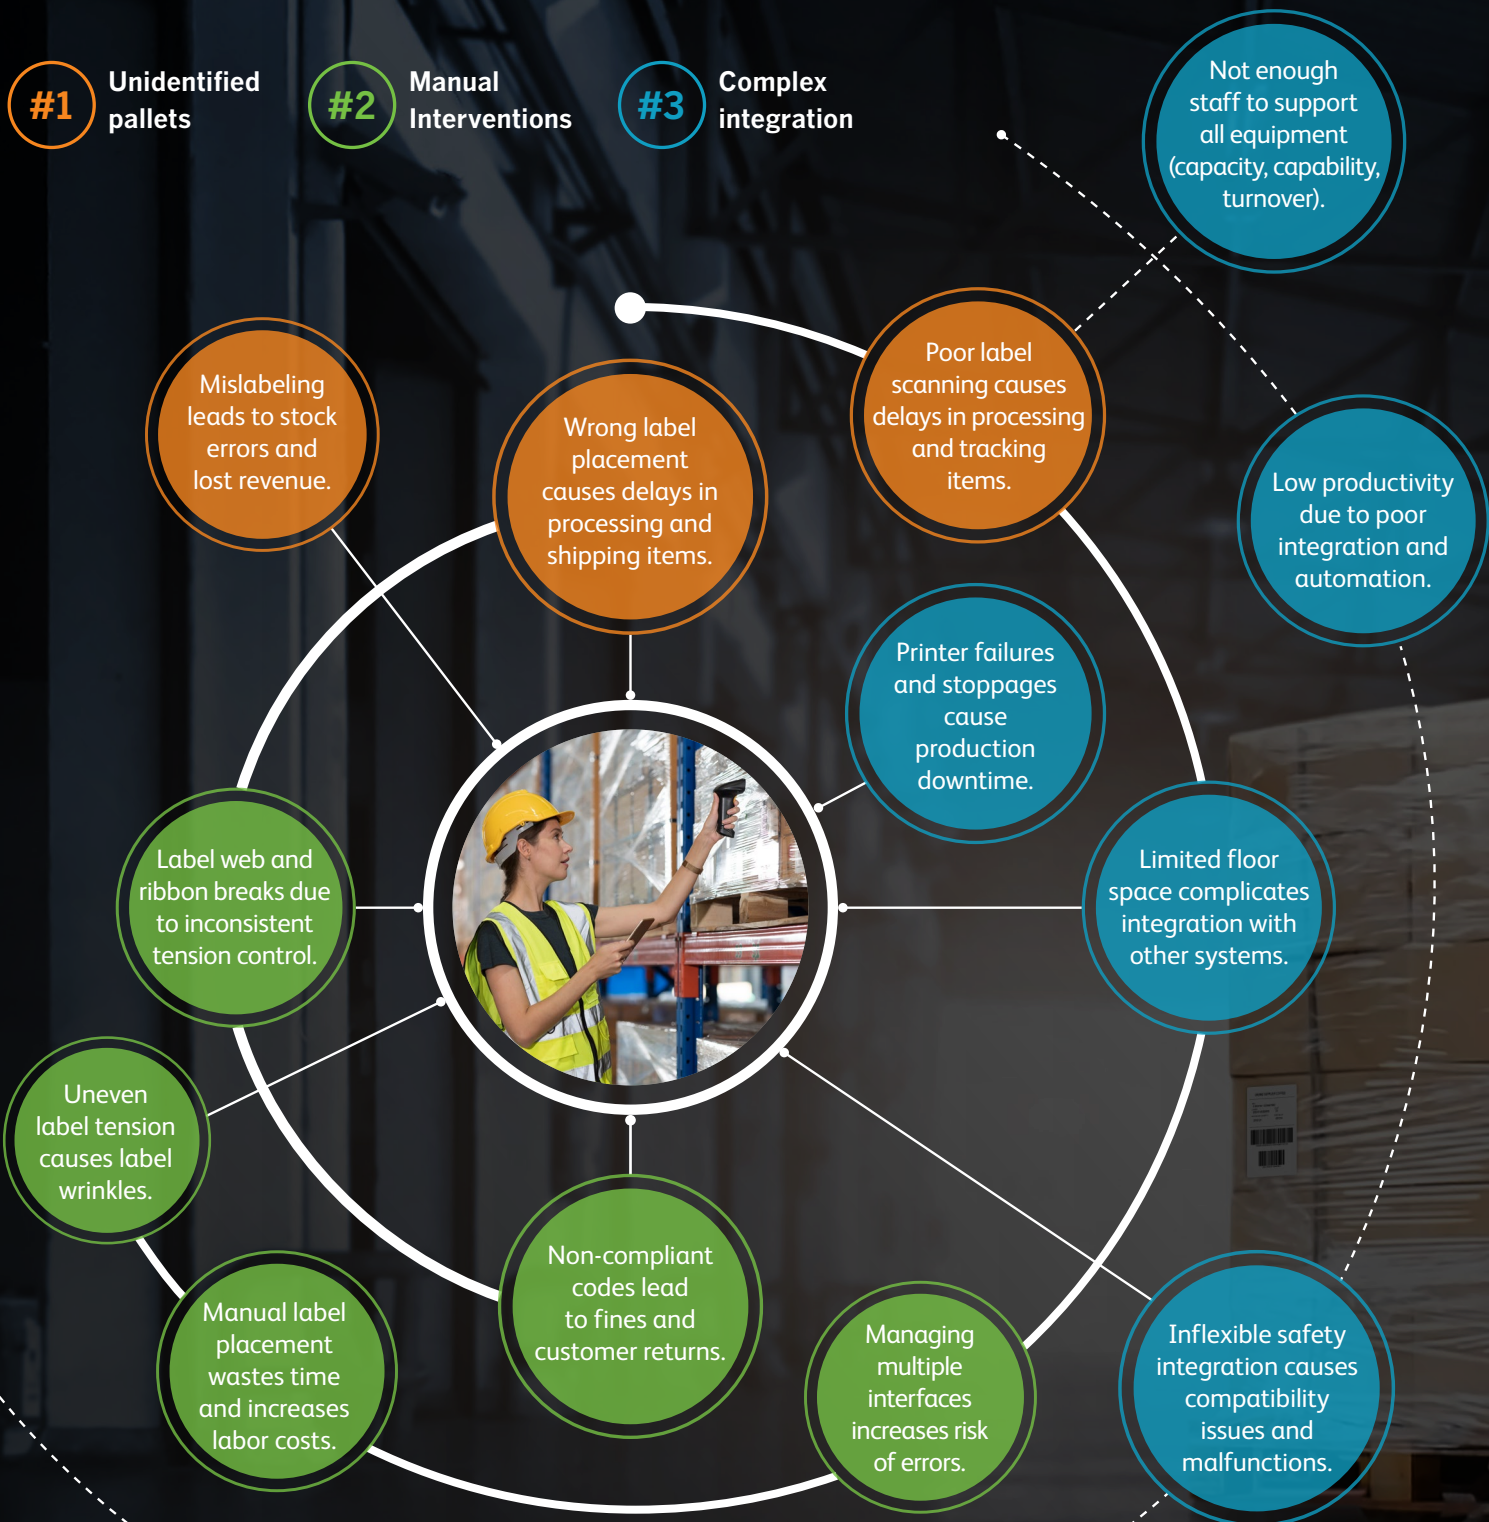 #1
Unidentified
pallets
#2
Manual
Interventions
#3
Complex
integration
Not enough
staff to support
all equipment
(capacity, capability,
turnover).
Mislabeling
leads to stock
errors and
lost revenue.
Wrong label
placement
causes delays in
processing and
shipping items.
Poor label
scanning causes
delays in processing
and tracking
items.
Low productivity
due to poor
integration and
automation.
Printer failures
and stoppages
cause
production
downtime.
Label web and
ribbon breaks due
to inconsistent
tension control.
Limited floor
space complicates
integration with
other systems.
Uneven
label tension
causes label
wrinkles.
Non-compliant
codes lead
to fines and
customer returns.
Manual label
placement
wastes time
and increases
labor costs.
Managing
multiple
interfaces
increases risk
of errors.
Inflexible safety
integration causes
compatibility
issues and
malfunctions.